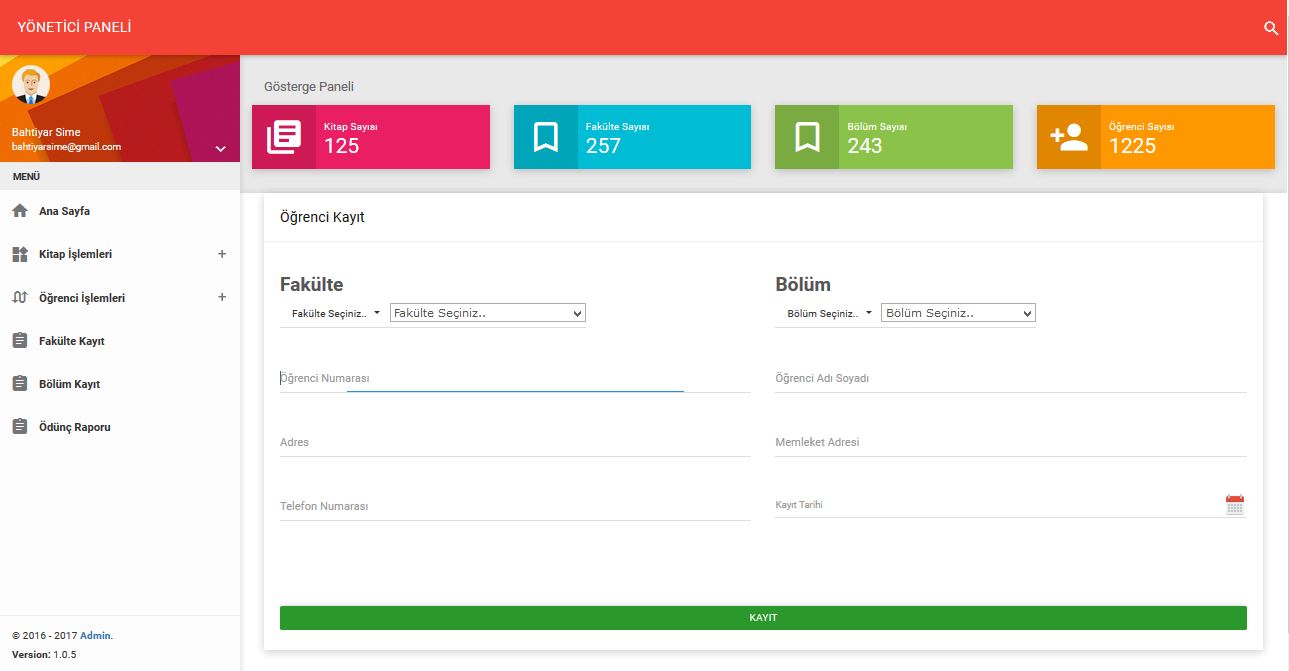 YÖNETİCİ PANELİ
Bahtiyar Sime
bahtiyarsime@gmail.com
MENÜ
Ana Sayfa
Kitap İşlemleri +
Öğrenci İşlemleri +
Fakülte Kayıt
Bölüm Kayıt
Ödünç Raporu
© 2016 - 2017 Admin.
Version: 1.0.5
Gösterge Paneli
Kitap Sayısı
125
Fakülte Sayısı
257
Bölüm Sayısı
243
Öğrenci Sayısı
1225
Öğrenci Kayıt
Fakülte
Fakülte Seçiniz.. Fakülte Seçiniz..
Bölüm
Bölüm Seçiniz.. Bölüm Seçiniz..
Öğrenci Numarası
Öğrenci Adı Soyadı
Adres
Memleket Adresi
Telefon Numarası
Kayıt Tarihi
KAYIT